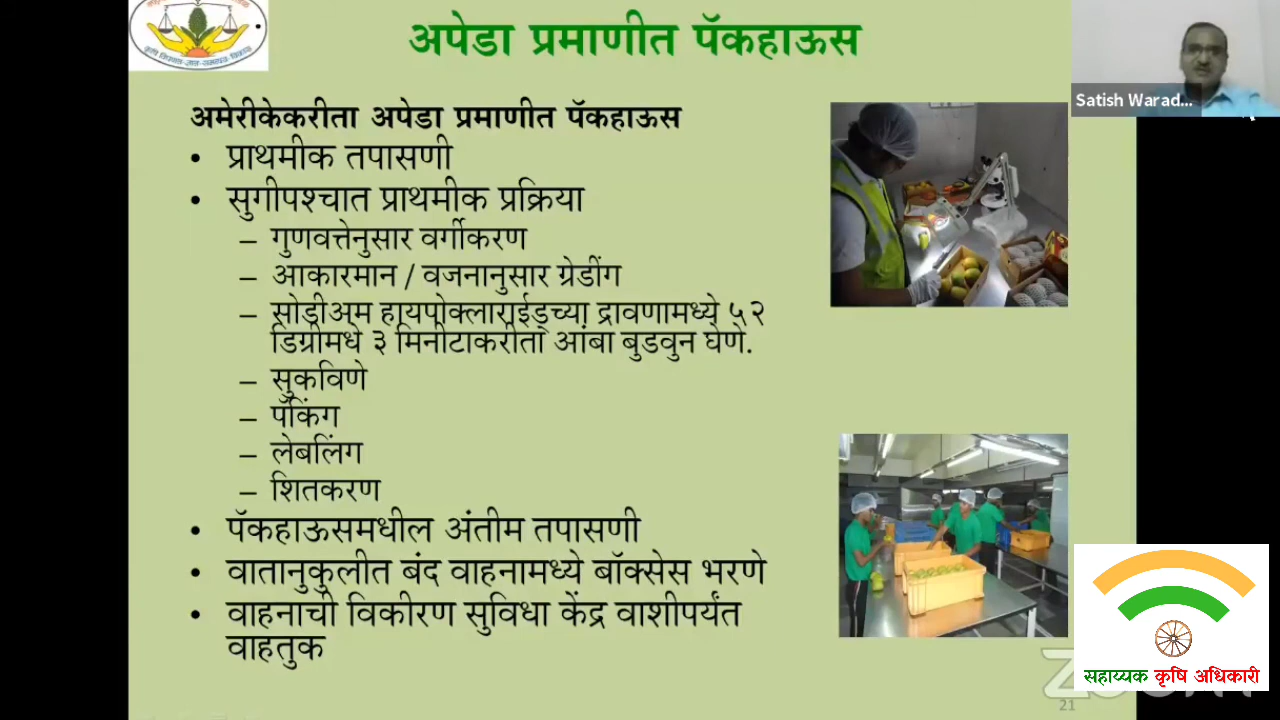 अपेडा प्रमाणीत पॅकहाऊस
Satish Warad...
अमेरीकेकरीता अपेडा प्रमाणीत पॅकहाऊस
• प्राथमीक तपासणी
• सुगीपश्चात प्राथमीक प्रक्रिया
– गुणवत्तेनुसार वर्गीकरण
– आकारमान / वजनानुसार ग्रेडींग
– सोडीअम हायपोक्लाराईड्च्या द्रावणामध्ये ५२
डिग्रीमधे ३ मिनीटाकरीता आंबा बुडवुन घेणे.
– सुकविणे
– पॅकिंग
– लेबलिंग
– शितकरण
• पॅकहाऊसमधील अंतीम तपासणी
• वातानुकुलीत बंद वाहनामध्ये बॉक्सेस भरणे
• वाहनाची विकीरण सुविधा केंद्र वाशीपर्यंत
वाहतुक
सहाय्यक कृषि अधिकारी
21